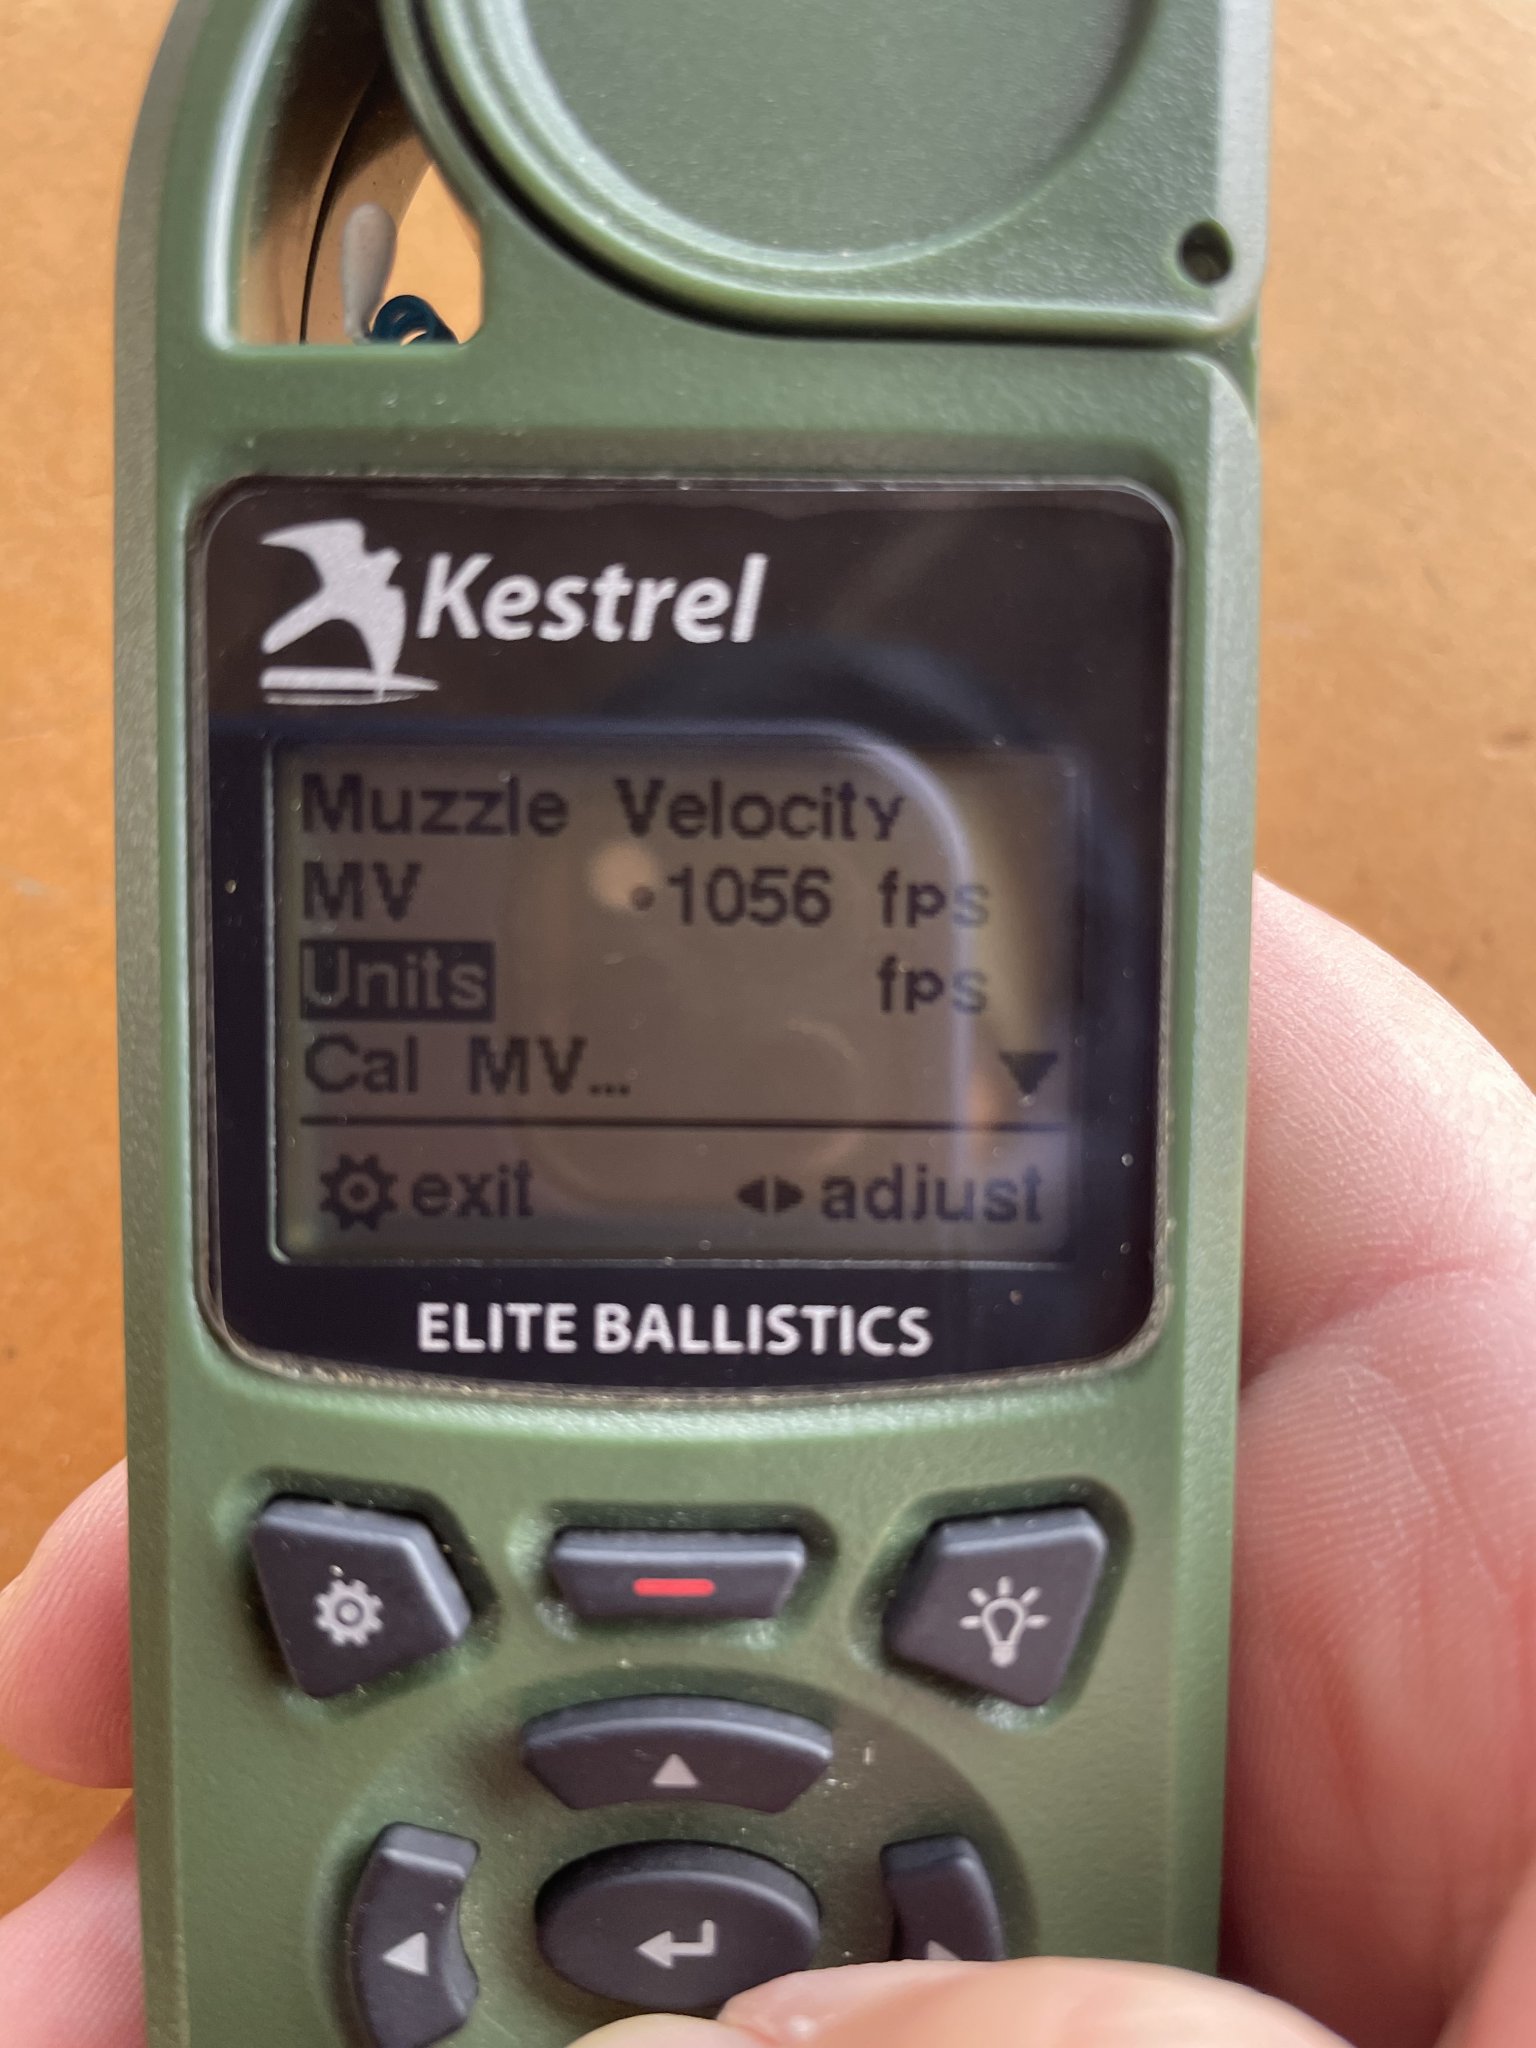 Kestrel
Muzzle Velocity
MV •1056 fps
Units fps
Cal MV...
exit adjust
ELITE BALLISTICS